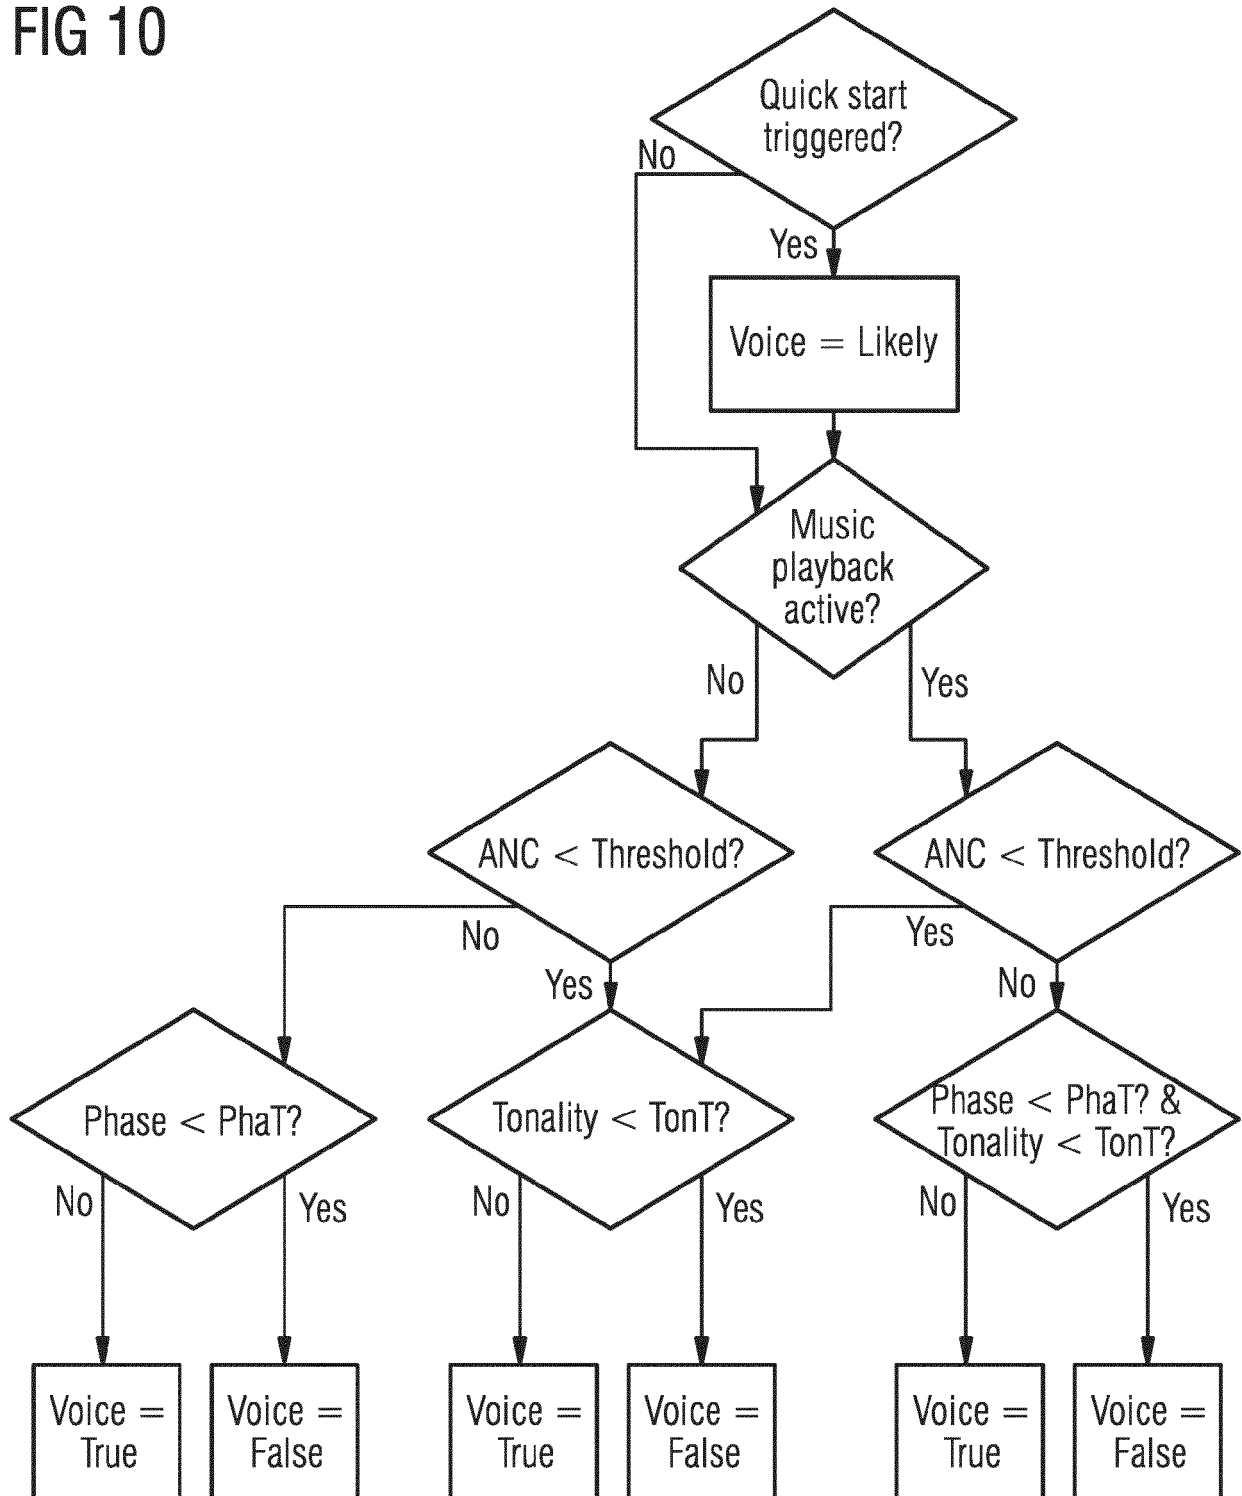 FIG 10
Quick start
triggered?
No
Yes
Voice = Likely
Music
playback
active?
No
Yes
ANC < Threshold?
ANC < Threshold?
No
Yes
Yes
No
Phase < PhaT?
Tonality < TonT?
Phase < PhaT? &
Tonality < TonT?
No
Yes
No
Yes
No
Yes
Voice =
True
Voice =
False
Voice =
True
Voice =
False
Voice =
True
Voice =
False